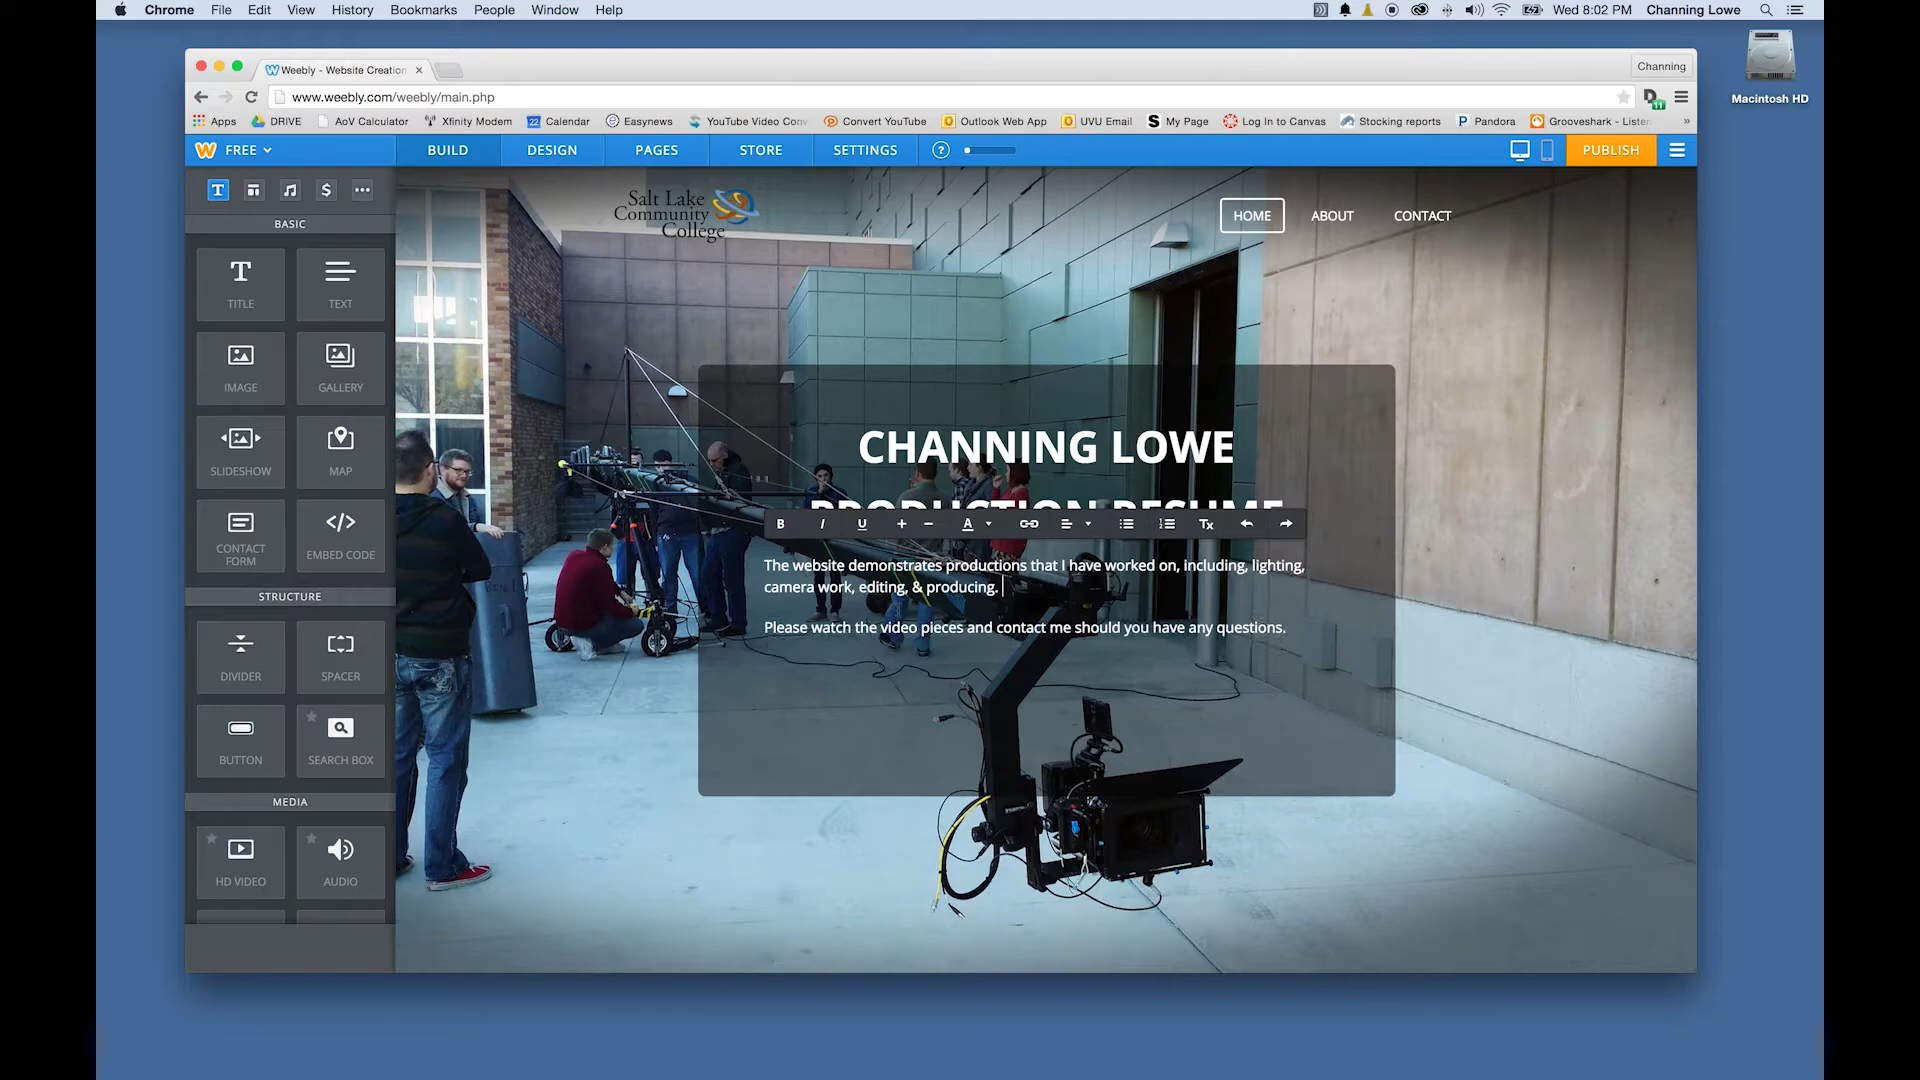 Chrome File Edit View History Bookmarks People Window Help Wed 8:02 PM Channing Lowe
Macintosh HD
Weebly - Website Creation
Channing
www.weebly.com/weebly/main.php
Apps DRIVE AoV Calculator Xfinity Modem 22 Calendar Easynews YouTube Video Conv Convert YouTube Outlook Web App UVU Email My Page Log In to Canvas Stocking reports Pandora Grooveshark - Listen »
11
FREE BUILD DESIGN PAGES STORE SETTINGS ? PUBLISH
BASIC
TITLE TEXT
IMAGE GALLERY
SLIDESHOW MAP
CONTACT FORM EMBED CODE
STRUCTURE
DIVIDER SPACER
BUTTON SEARCH BOX
MEDIA
HD VIDEO AUDIO
Salt Lake
Community
College
HOME ABOUT CONTACT
CHANNING LOWE
PRODUCTION RESUME
B I U + − A Tx
The website demonstrates productions that I have worked on, including, lighting,
camera work, editing, & producing.
Please watch the video pieces and contact me should you have any questions.